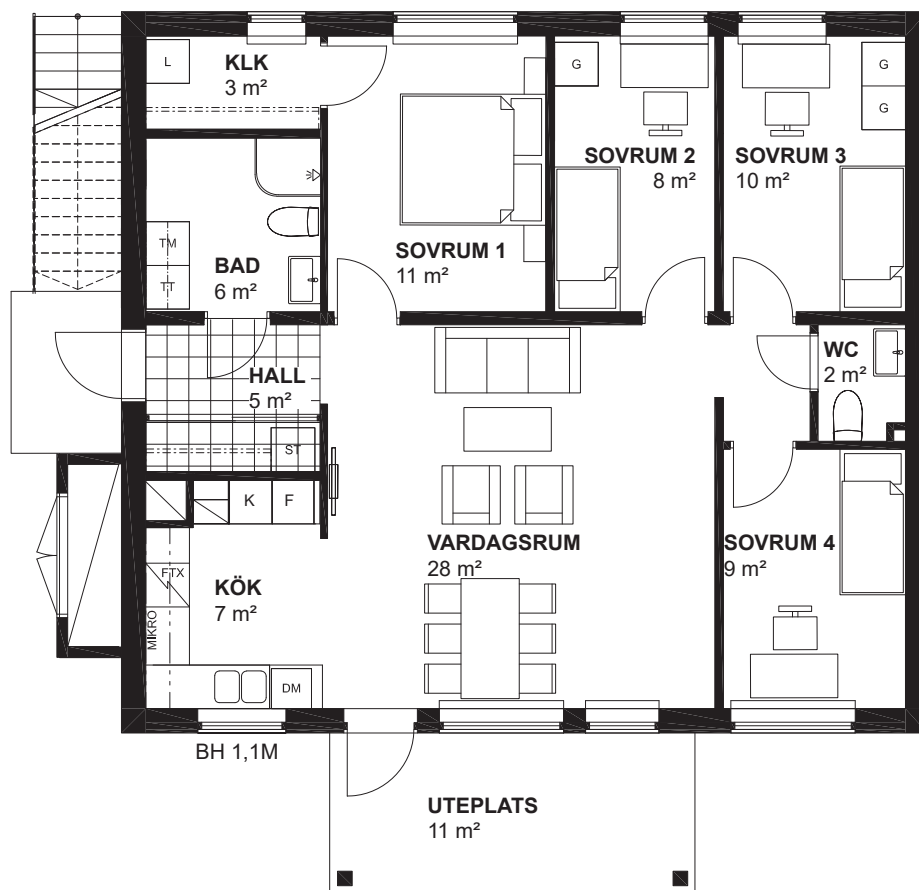 L
KLK
3 m²
G
G
G
SOVRUM 2
8 m²
SOVRUM 3
10 m²
SOVRUM 1
11 m²
TM
TT
BAD
6 m²
HALL
5 m²
WC
2 m²
ST
K
F
VARDAGSRUM
28 m²
SOVRUM 4
9 m²
FTX
KÖK
7 m²
MIKRO
DM
BH 1,1M
UTEPLATS
11 m²